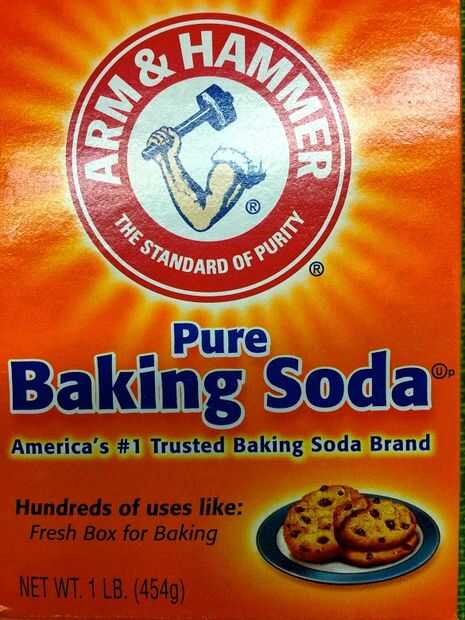 ARM & HAMMER
®
THE STANDARD OF PURITY
®
Pure
Baking Soda ⓊP
America's #1 Trusted Baking Soda Brand
Hundreds of uses like:
Fresh Box for Baking
NET WT. 1 LB. (454g)